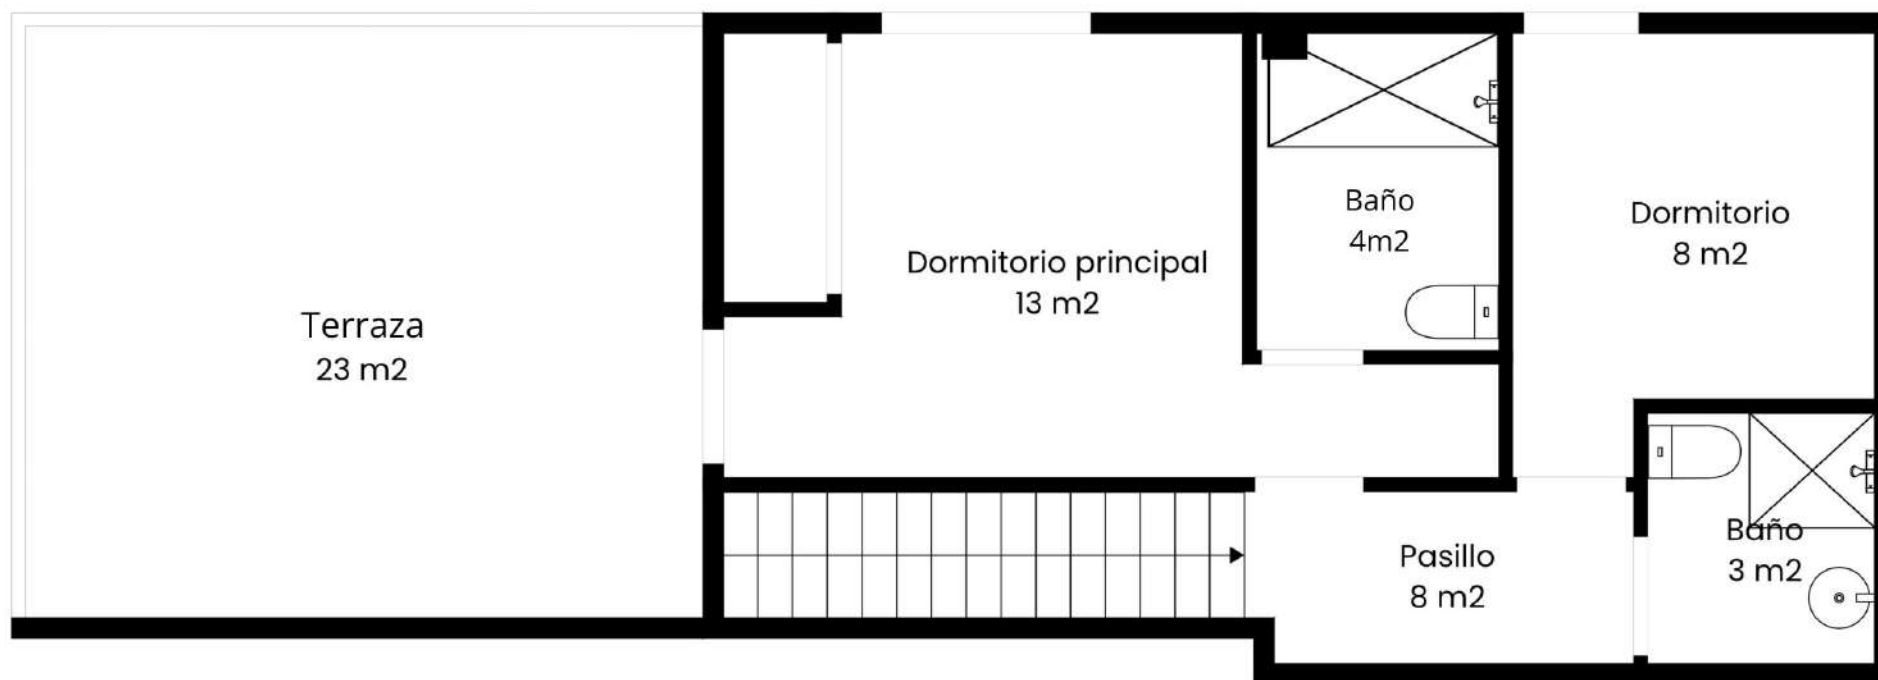 Terraza
23 m2
Dormitorio principal
13 m2
Baño
4m2
Dormitorio
8 m2
Pasillo
8 m2
Baño
3 m2